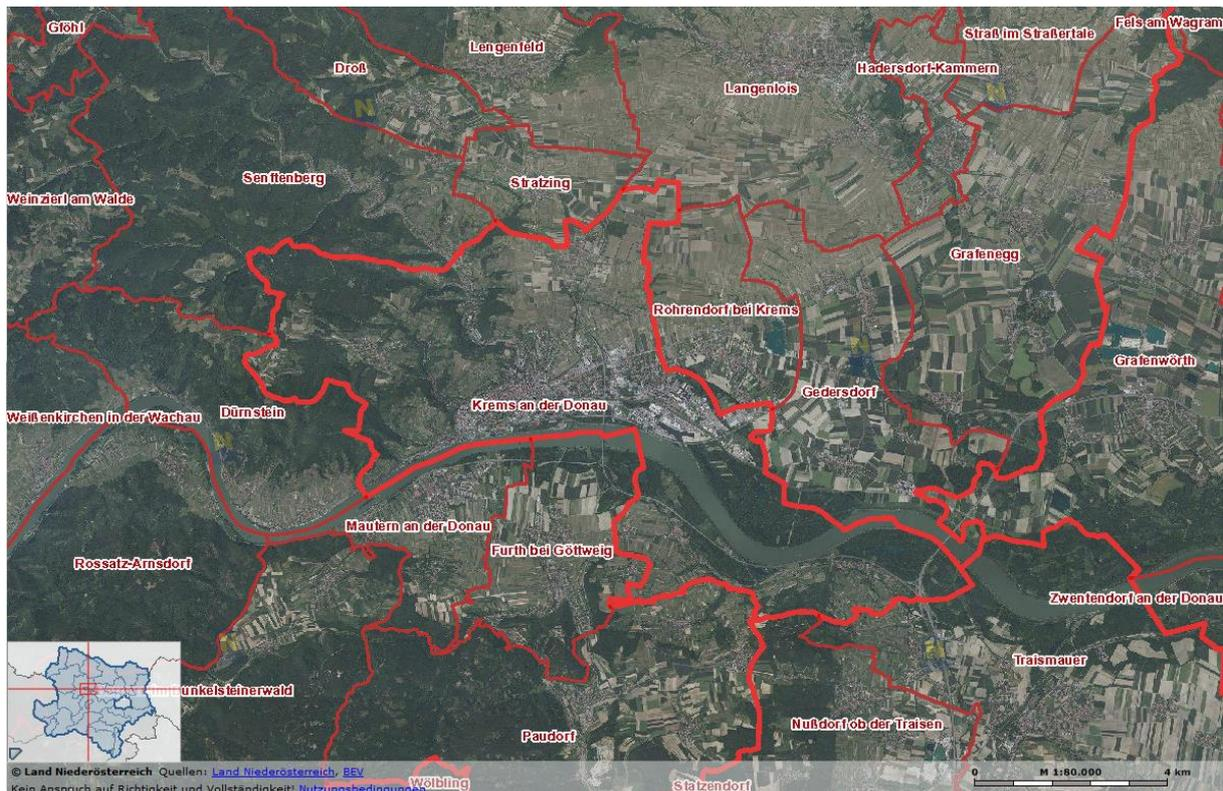 Gföhl
Fels am Wagram
Straß im Straßertale
Lengenfeld
Droß
Hadersdorf-Kammern
Langenlois
N
N
Senftenberg
Stratzing
Weinzierl am Walde
Grafenegg
Rohrendorf bei Krems
N
Grafenwörth
Gedersdorf
Krems an der Donau
Dürnstein
Weißenkirchen in der Wachau
N
Mautern an der Donau
Furth bei Göttweig
Rossatz-Arnsdorf
Zwentendorf an der Donau
N
N
Traismauer
Dunkelsteinerwald
Nußdorf ob der Traisen
Paudorf
© Land Niederösterreich Quellen: Land Niederösterreich, BEV
0 M 1:80.000 4 km
Wölbling
Statzendorf
Kein Anspruch auf Richtigkeit und Vollständigkeit! Nutzungsbedingungen